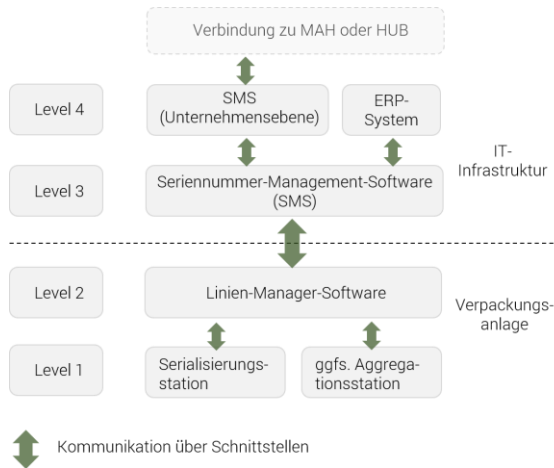 Verbindung zu MAH oder HUB
Level 4
SMS
(Unternehmensebene)
ERP-
System
IT-
Infrastruktur
Level 3
Seriennummer-Management-Software
(SMS)
Level 2
Linien-Manager-Software
Verpackungs-
anlage
Level 1
Serialisierungs-
station
ggfs. Aggrega-
tionsstation
Kommunikation über Schnittstellen